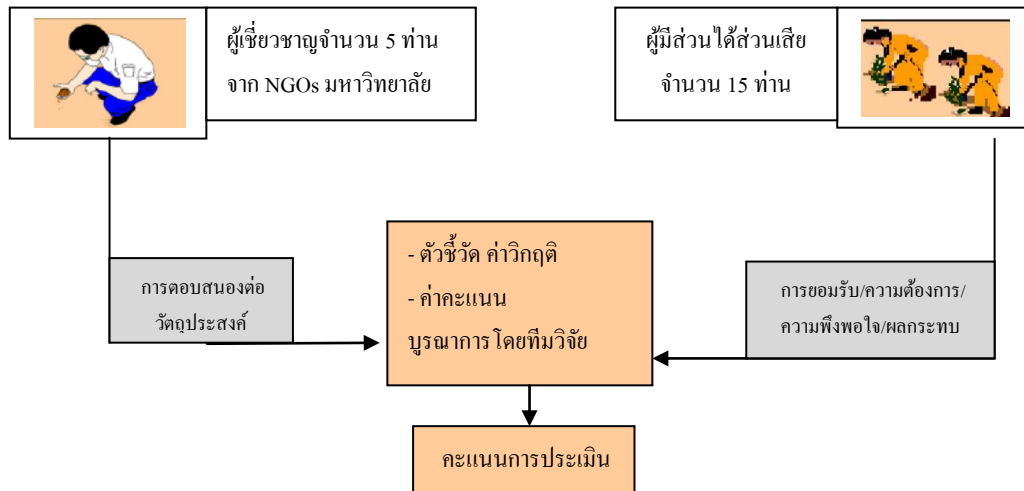 ผู้เชี่ยวชาญจำนวน 5 ท่าน
จาก NGOs มหาวิทยาลัย
ผู้มีส่วนได้ส่วนเสีย
จำนวน 15 ท่าน
- ตัวชี้วัด ค่าวิกฤติ
- ค่าคะแนน
บูรณาการ โดยทีมวิจัย
การตอบสนองต่อ
วัตถุประสงค์
การยอมรับ/ความต้องการ/
ความพึงพอใจ/ผลกระทบ
คะแนนการประเมิน